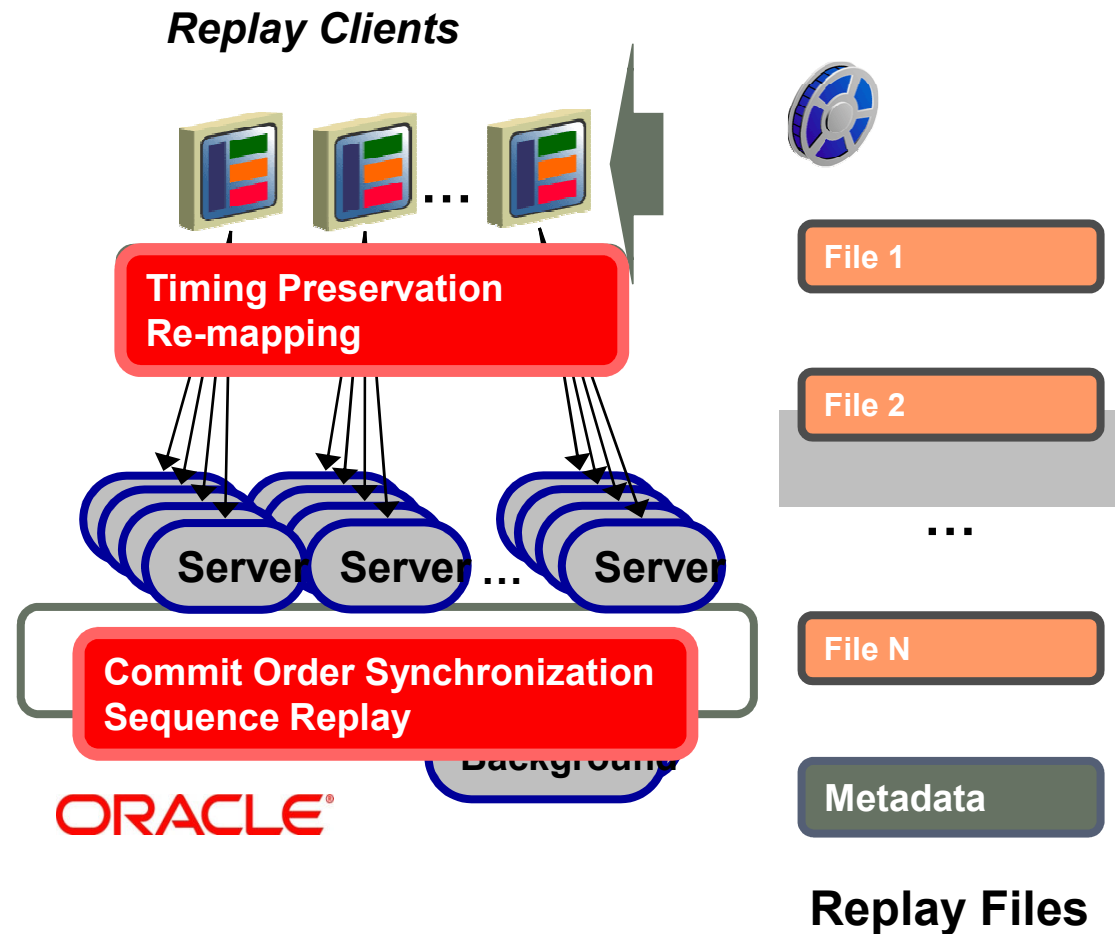 Replay Clients
...
Timing Preservation
Re-mapping
Server
Server
...
Server
Commit Order Synchronization
Sequence Replay
Background
ORACLE®
File 1
File 2
...
File N
Metadata
Replay Files